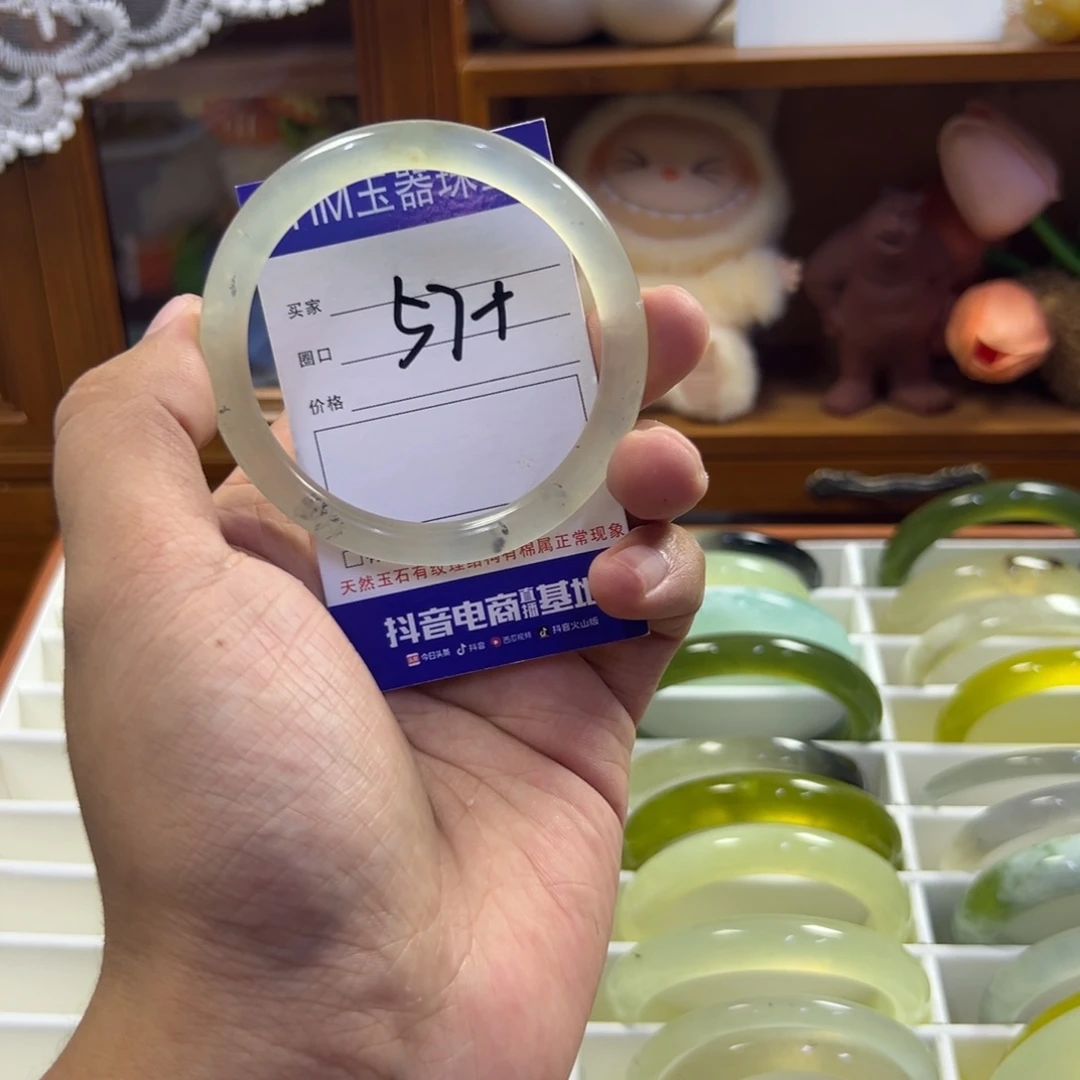 HM玉器珠
买家
57+
圈口
价格
天然玉石有纹理结构有棉属正常现象
抖音电商直播基地
今日头条 抖音 西瓜视频 抖音火山版